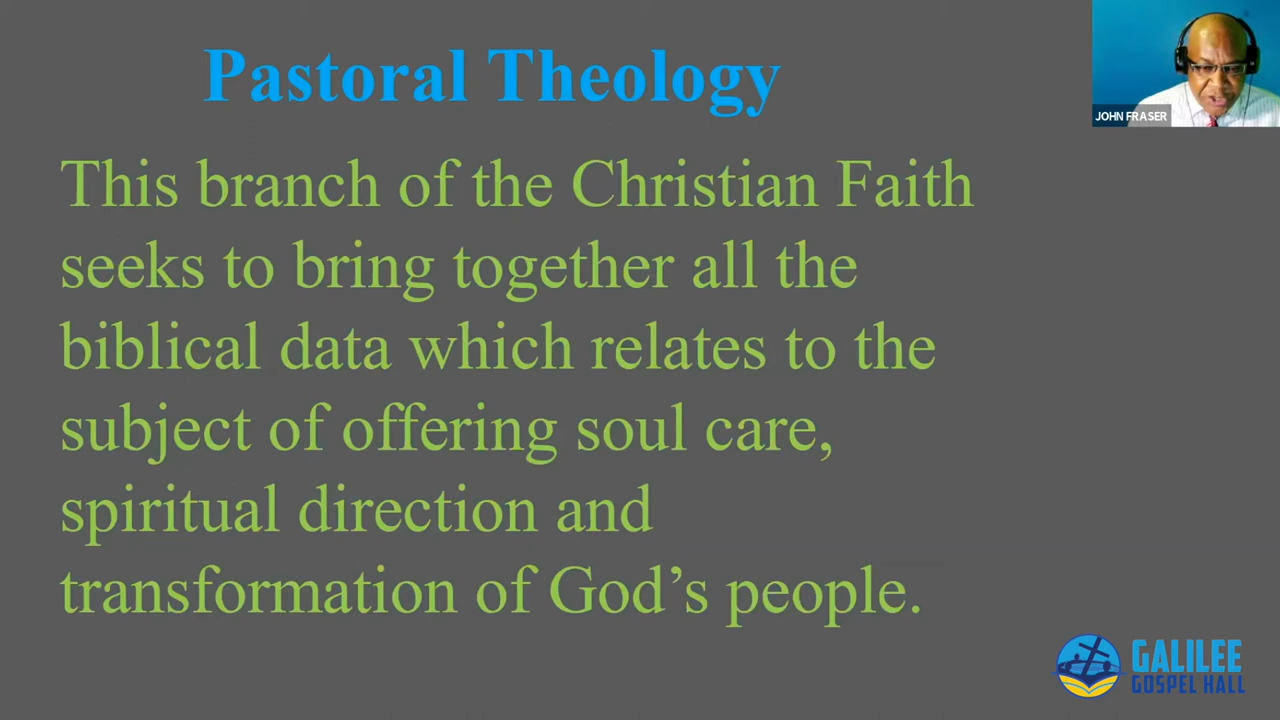 Pastoral Theology
JOHN FRASER
This branch of the Christian Faith
seeks to bring together all the
biblical data which relates to the
subject of offering soul care,
spiritual direction and
transformation of God’s people.
GALILEE
GOSPEL HALL